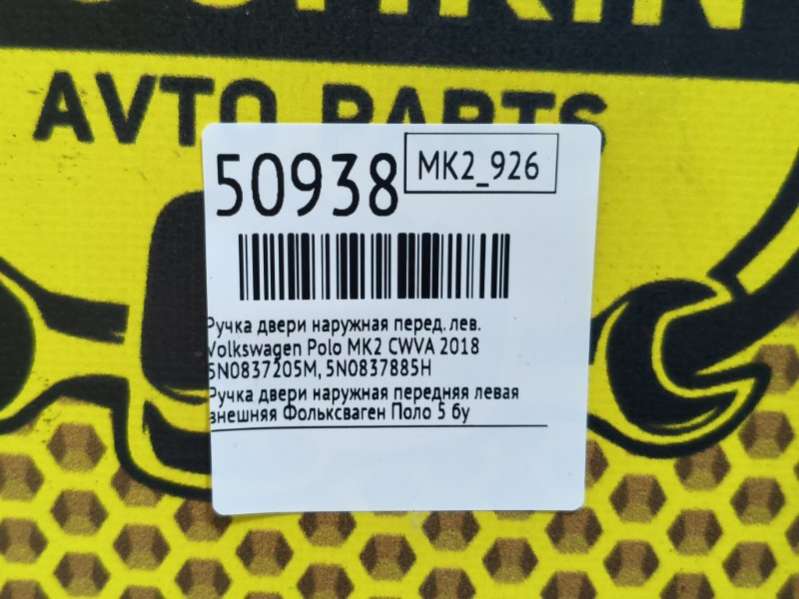 AVTO PARTS
50938
MK2_926
Ручка двери наружная перед. лев.
Volkswagen Polo MK2 CWVA 2018
5N0837205M, 5N0837885H
Ручка двери наружная передняя левая
внешняя Фольксваген Поло 5 бу